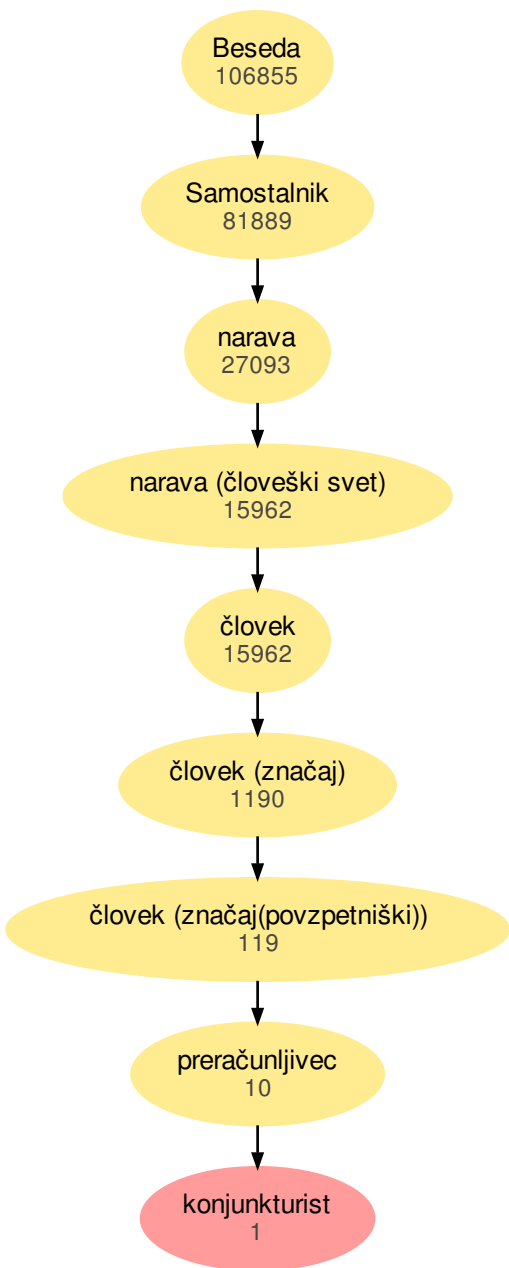 Beseda
106855
Samostalnik
81889
narava
27093
narava (človeški svet)
15962
človek
15962
človek (značaj)
1190
človek (značaj(povzpetniški))
119
preračunljivec
10
konjunkturist
1